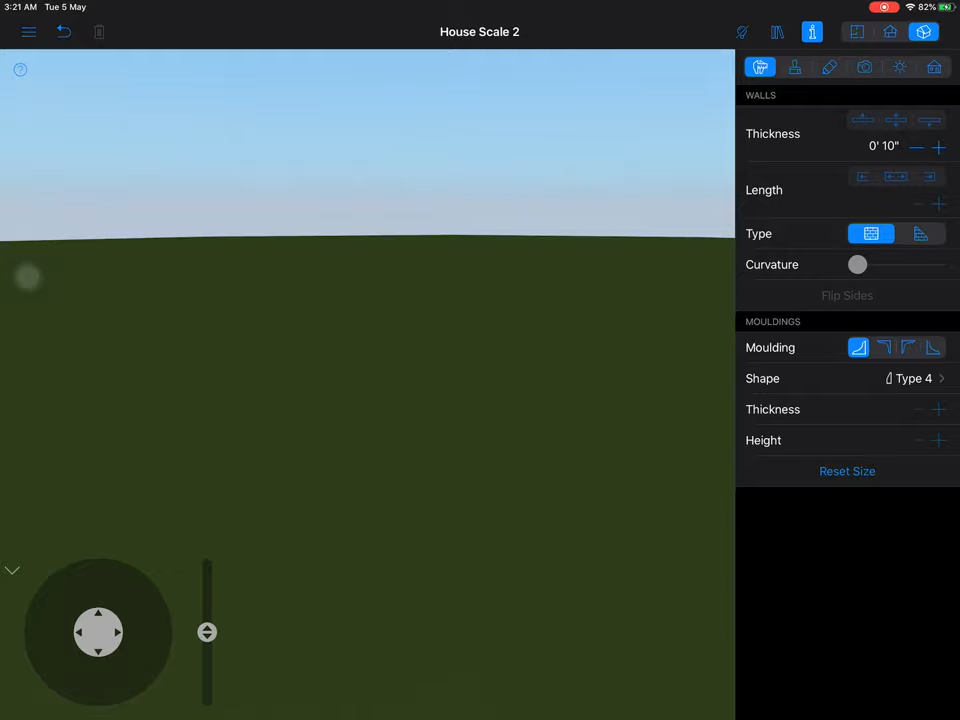 3:21 AM Tue 5 May
82%
House Scale 2
WALLS
Thickness
0' 10"
Length
Type
Curvature
Flip Sides
MOULDINGS
Moulding
Shape
Type 4
Thickness
Height
Reset Size